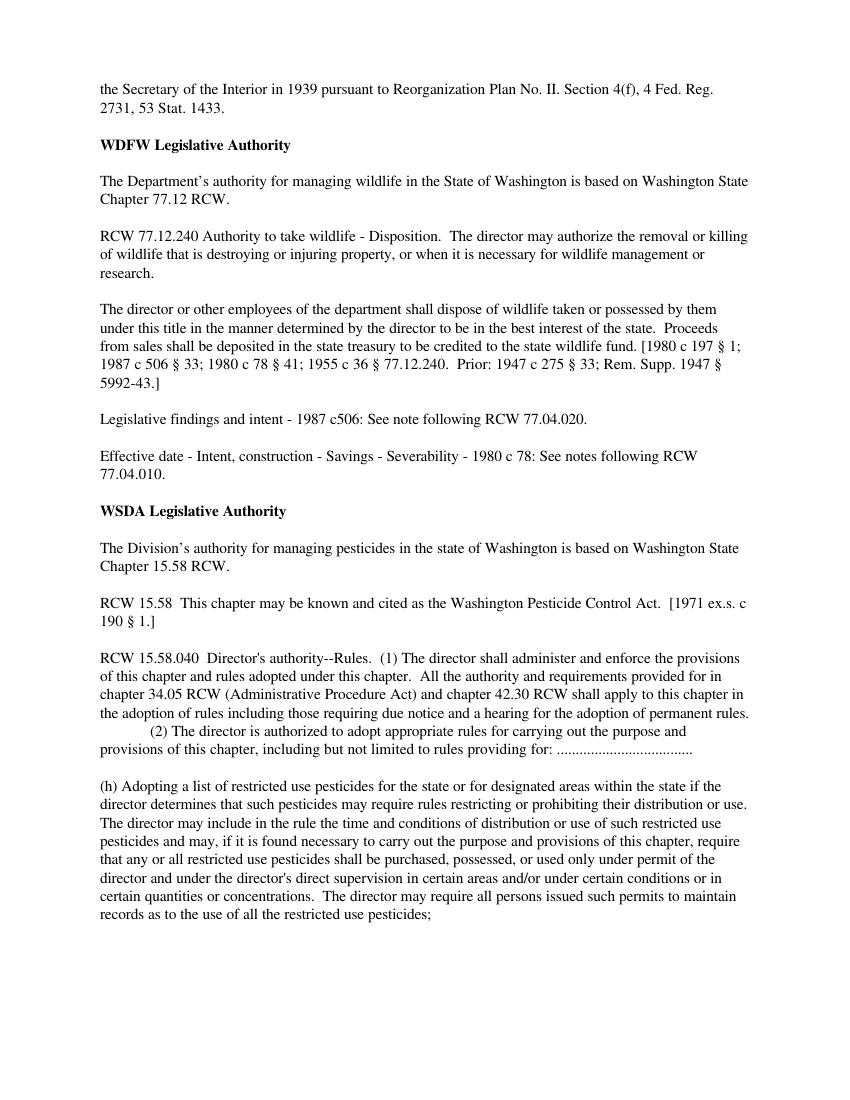 the Secretary of the Interior in 1939 pursuant to Reorganization Plan No. II. Section 4(f), 4 Fed. Reg.
2731, 53 Stat. 1433.
WDFW Legislative Authority
The Department’s authority for managing wildlife in the State of Washington is based on Washington State
Chapter 77.12 RCW.
RCW 77.12.240 Authority to take wildlife - Disposition.  The director may authorize the removal or killing
of wildlife that is destroying or injuring property, or when it is necessary for wildlife management or
research.
The director or other employees of the department shall dispose of wildlife taken or possessed by them
under this title in the manner determined by the director to be in the best interest of the state.  Proceeds
from sales shall be deposited in the state treasury to be credited to the state wildlife fund. [1980 c 197 § 1;
1987 c 506 § 33; 1980 c 78 § 41; 1955 c 36 § 77.12.240.  Prior: 1947 c 275 § 33; Rem. Supp. 1947 §
5992-43.]
Legislative findings and intent - 1987 c506: See note following RCW 77.04.020.
Effective date - Intent, construction - Savings - Severability - 1980 c 78: See notes following RCW
77.04.010.
WSDA Legislative Authority
The Division’s authority for managing pesticides in the state of Washington is based on Washington State
Chapter 15.58 RCW.
RCW 15.58  This chapter may be known and cited as the Washington Pesticide Control Act.  [1971 ex.s. c
190 § 1.]
RCW 15.58.040  Director's authority--Rules.  (1) The director shall administer and enforce the provisions
of this chapter and rules adopted under this chapter.  All the authority and requirements provided for in
chapter 34.05 RCW (Administrative Procedure Act) and chapter 42.30 RCW shall apply to this chapter in
the adoption of rules including those requiring due notice and a hearing for the adoption of permanent rules.
(2) The director is authorized to adopt appropriate rules for carrying out the purpose and
provisions of this chapter, including but not limited to rules providing for: ....................................
(h) Adopting a list of restricted use pesticides for the state or for designated areas within the state if the
director determines that such pesticides may require rules restricting or prohibiting their distribution or use.
The director may include in the rule the time and conditions of distribution or use of such restricted use
pesticides and may, if it is found necessary to carry out the purpose and provisions of this chapter, require
that any or all restricted use pesticides shall be purchased, possessed, or used only under permit of the
director and under the director's direct supervision in certain areas and/or under certain conditions or in
certain quantities or concentrations.  The director may require all persons issued such permits to maintain
records as to the use of all the restricted use pesticides;